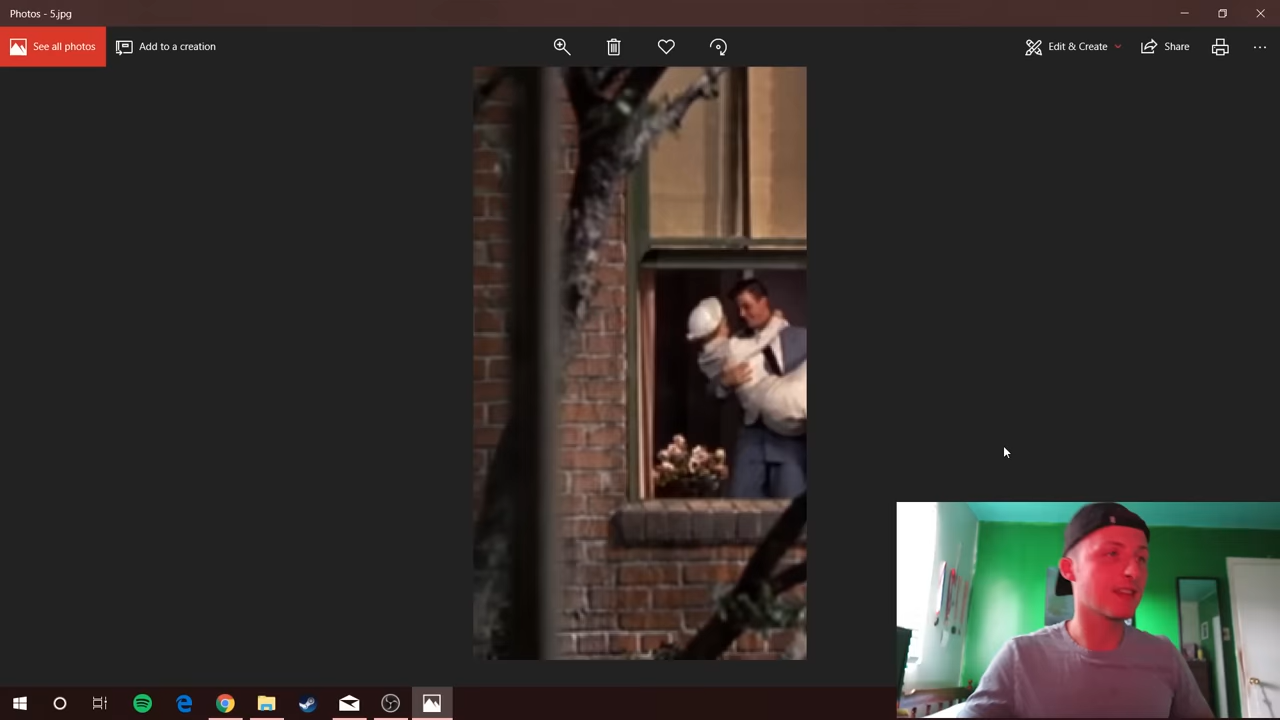 Photos - 5.jpg
See all photos
Add to a creation
Edit & Create
Share